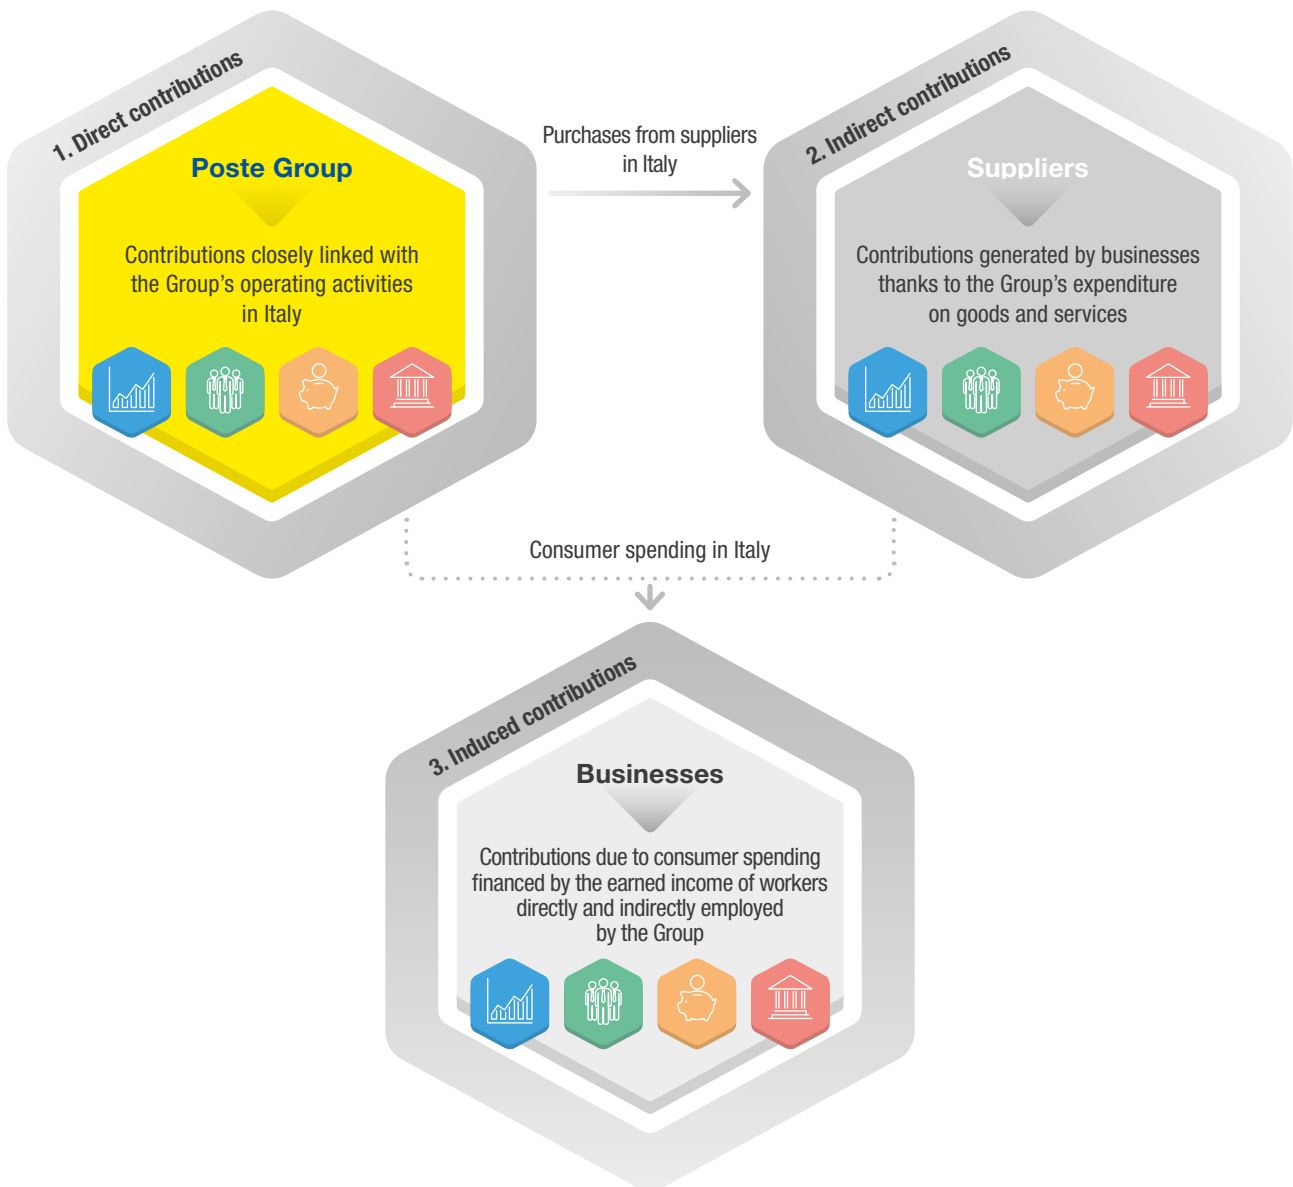 1. Direct contributions
Poste Group
Contributions closely linked with
the Group's operating activities
in Italy
Purchases from suppliers
in Italy
2. Indirect contributions
Suppliers
Contributions generated by businesses
thanks to the Group's expenditure
on goods and services
Consumer spending in Italy
3. Induced contributions
Businesses
Contributions due to consumer spending
financed by the earned income of workers
directly and indirectly employed
by the Group